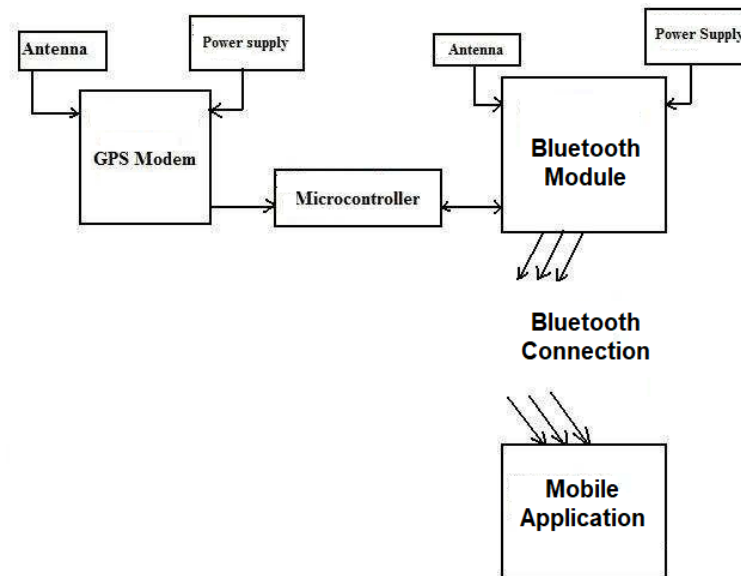 Antenna
Power supply
Antenna
Power Supply
GPS Modem
Bluetooth
Module
Microcontroller
Bluetooth
Connection
Mobile
Application